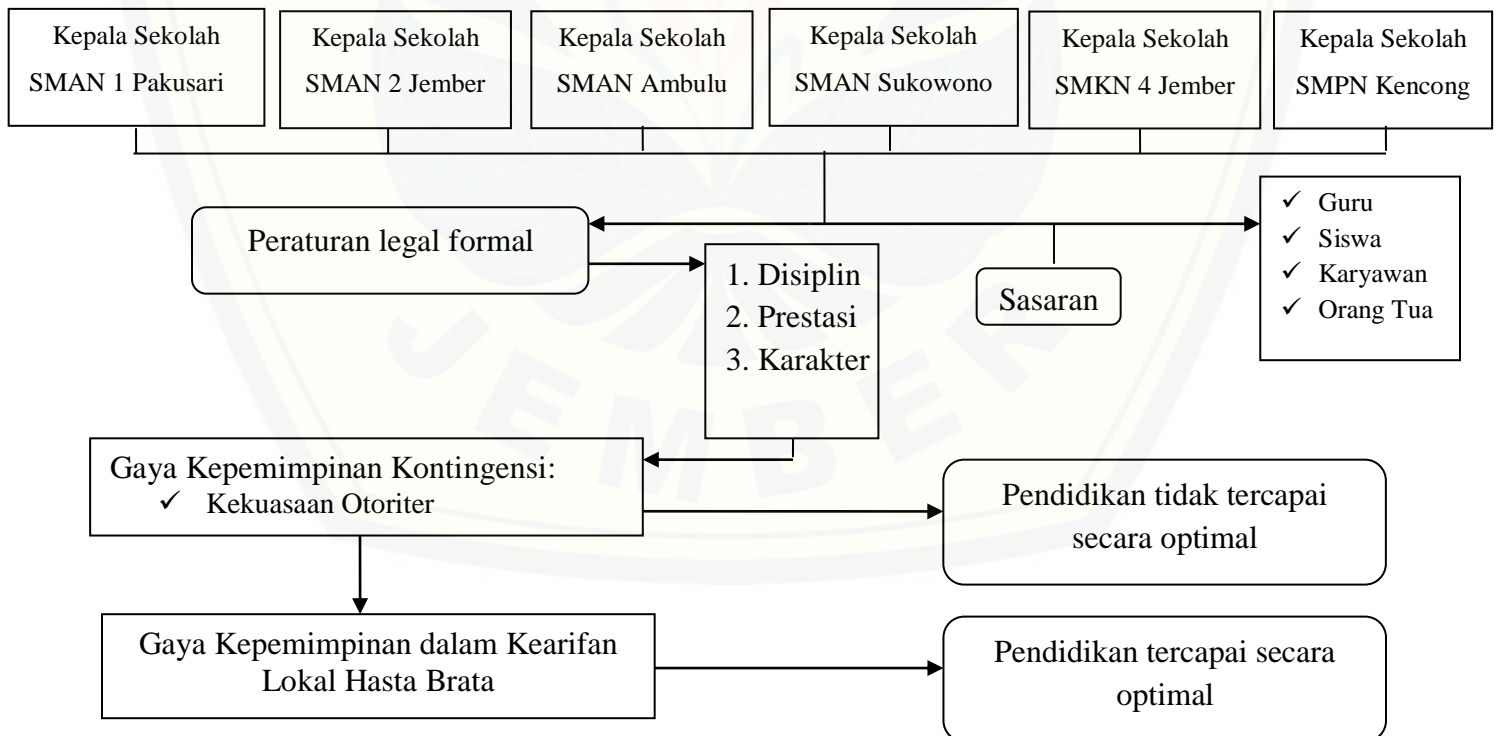 Kepala Sekolah
SMAN 1 Pakusari
Kepala Sekolah
SMAN 2 Jember
Kepala Sekolah
SMAN Ambulu
Kepala Sekolah
SMAN Sukowono
Kepala Sekolah
SMKN 4 Jember
Kepala Sekolah
SMPN Kencong
Peraturan legal formal
1. Disiplin
2. Prestasi
3. Karakter
Sasaran
✓ Guru
✓ Siswa
✓ Karyawan
✓ Orang Tua
JEMBER
Gaya Kepemimpinan Kontingensi:
✓ Kekuasaan Otoriter
Pendidikan tidak tercapai
secara optimal
Gaya Kepemimpinan dalam Kearifan
Lokal Hasta Brata
Pendidikan tercapai secara
optimal